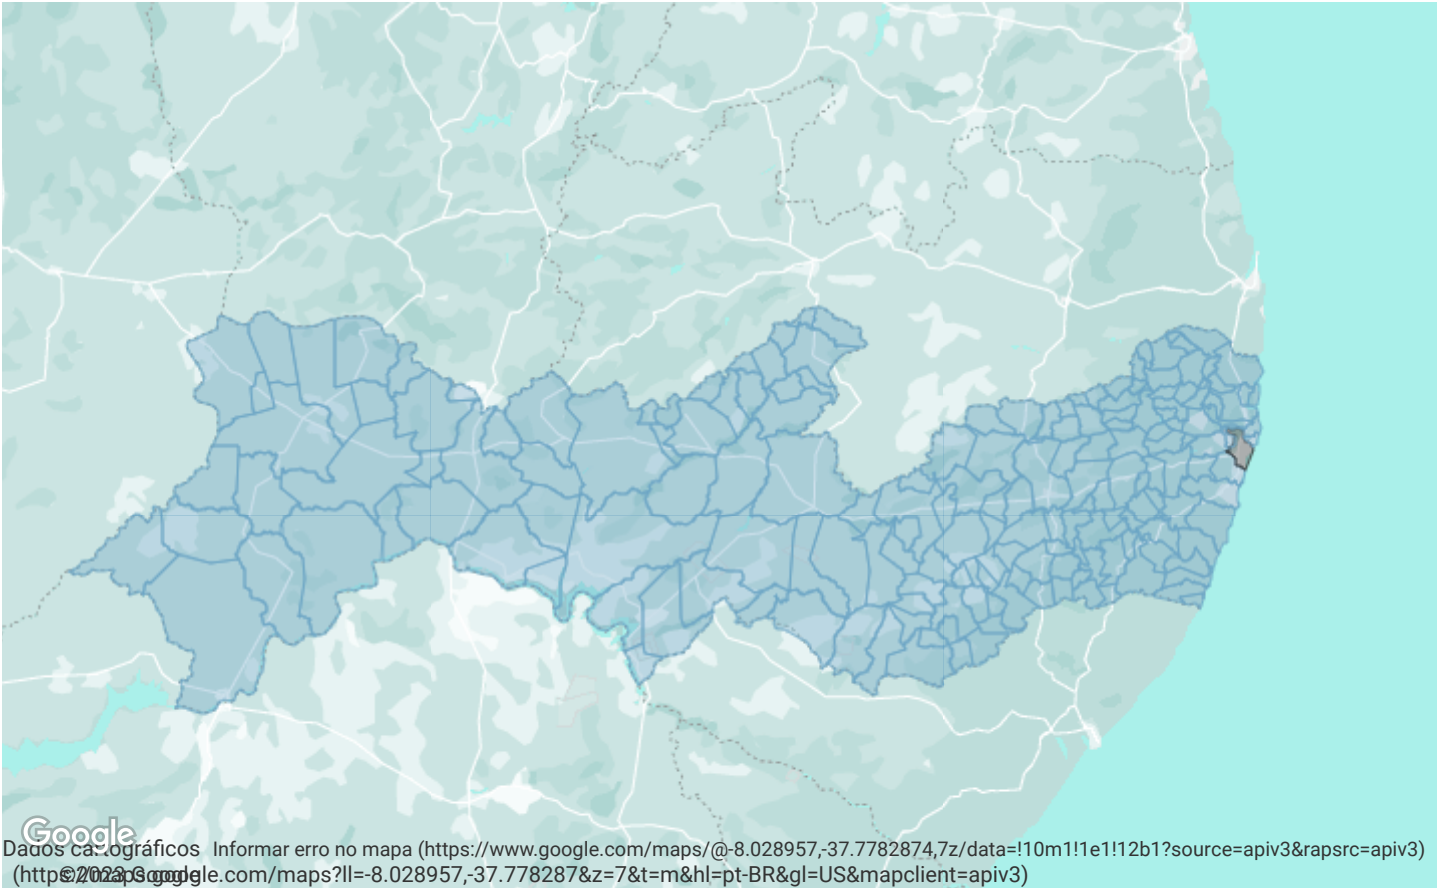 Google
Dados cartográficos Informar erro no mapa (https://www.google.com/maps/@-8.028957,-37.7782874,7z/data=!10m1!1e1!12b1?source=apiv3&rapsrc=apiv3)
©2023 Google
(https://maps.google.com/maps?ll=-8.028957,-37.778287&z=7&t=m&hl=pt-BR&gl=US&mapclient=apiv3)